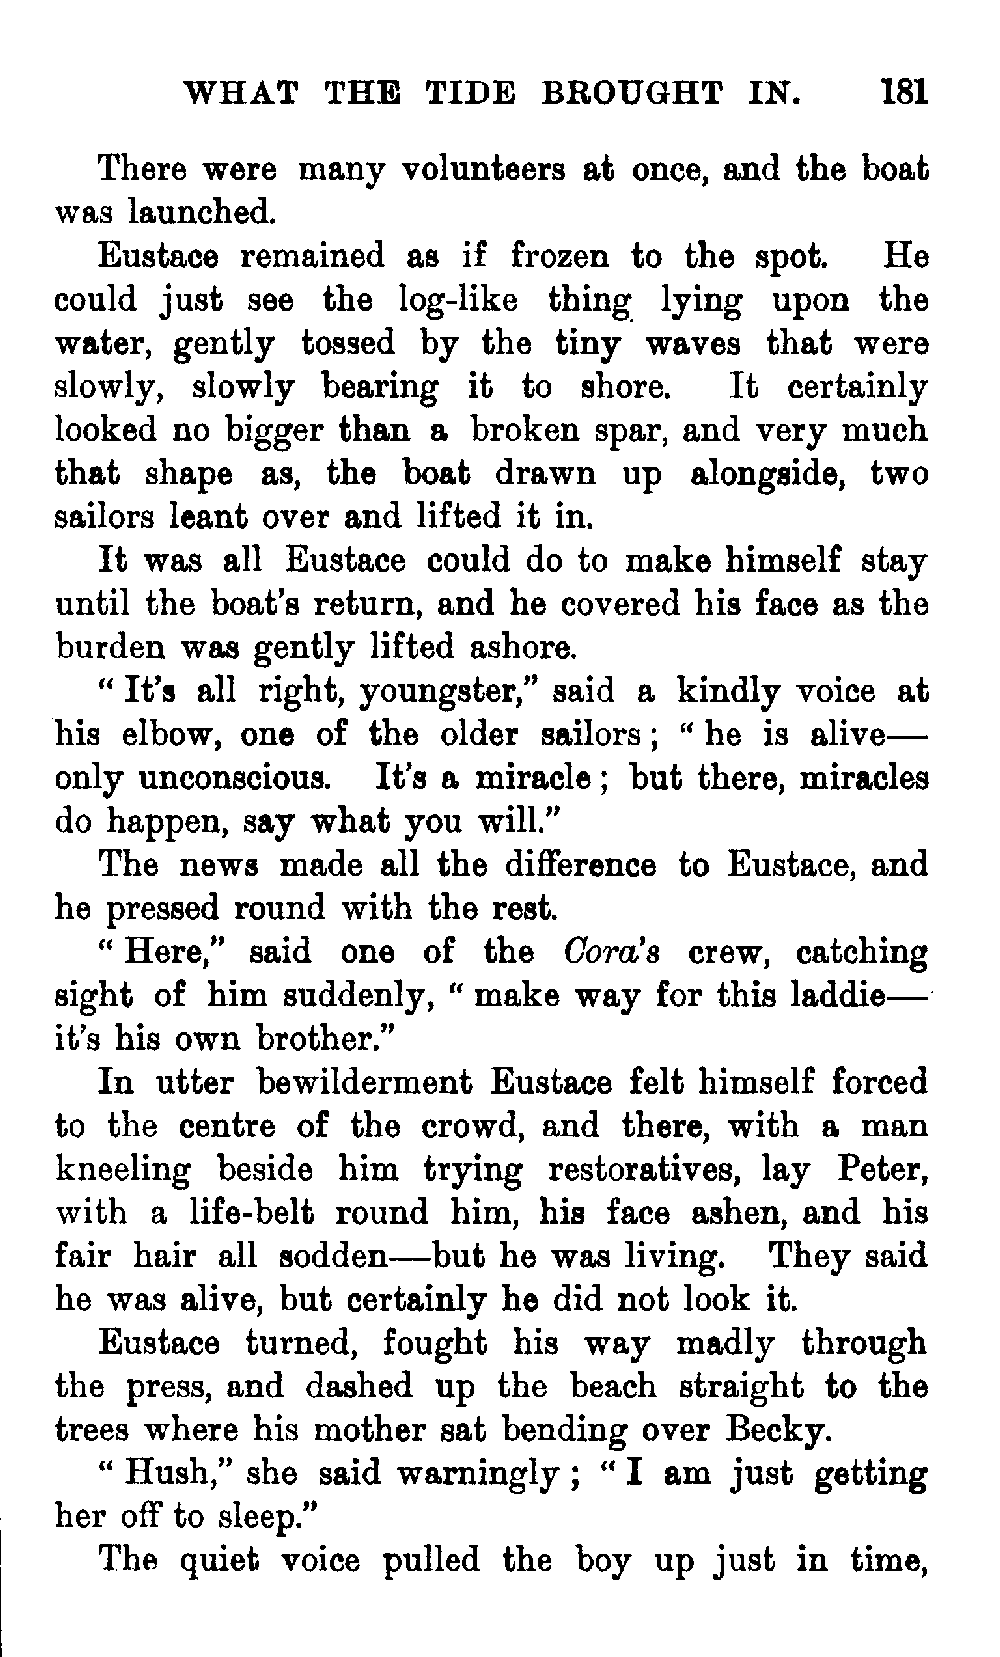 WHAT THE TIDE BROUGHT IN. 181
There were many volunteers at once, and the boat
was launched.
Eustace remained as if frozen to the spot. He
could just see the log-like thing lying upon the
water, gently tossed by the tiny waves that were
slowly, slowly bearing it to shore. It certainly
looked no bigger than a broken spar, and very much
that shape as, the boat drawn up alongside, two
sailors leant over and lifted it in.
It was all Eustace could do to make himself stay
until the boat's return, and he covered his face as the
burden was gently lifted ashore.
“ It's all right, youngster,” said a kindly voice at
his elbow, one of the older sailors ; “ he is alive—
only unconscious. It's a miracle ; but there, miracles
do happen, say what you will.”
The news made all the difference to Eustace, and
he pressed round with the rest.
“ Here,” said one of the Cora's crew, catching
sight of him suddenly, “ make way for this laddie—
it's his own brother.”
In utter bewilderment Eustace felt himself forced
to the centre of the crowd, and there, with a man
kneeling beside him trying restoratives, lay Peter,
with a life-belt round him, his face ashen, and his
fair hair all sodden—but he was living. They said
he was alive, but certainly he did not look it.
Eustace turned, fought his way madly through
the press, and dashed up the beach straight to the
trees where his mother sat bending over Becky.
“ Hush,” she said warningly ; “ I am just getting
her off to sleep.”
The quiet voice pulled the boy up just in time,